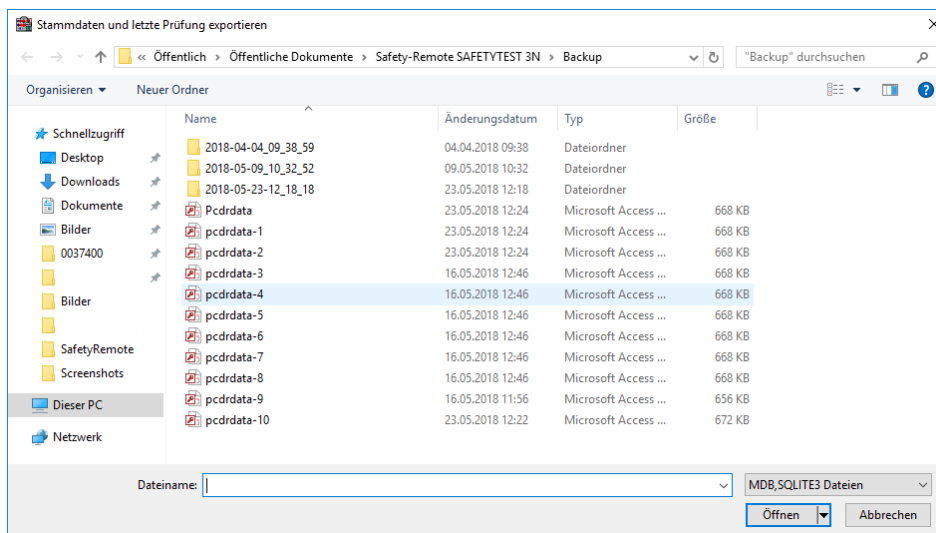 Stammdaten und letzte Prüfung exportieren
« Öffentlich > Öffentliche Dokumente > Safety-Remote SAFETYTEST 3N > Backup
"Backup" durchsuchen
Organisieren
Neuer Ordner
Schnellzugriff
Desktop
Downloads
Dokumente
Bilder
0037400
Bilder
SafetyRemote
Screenshots
Dieser PC
Netzwerk
Name Änderungsdatum Typ Größe
2018-04-04_09_38_59 04.04.2018 09:38 Dateiordner
2018-05-09_10_32_52 09.05.2018 10:32 Dateiordner
2018-05-23-12_18_18 23.05.2018 12:18 Dateiordner
Pcdrdata 23.05.2018 12:24 Microsoft Access ... 668 KB
pcdrdata-1 23.05.2018 12:24 Microsoft Access ... 668 KB
pcdrdata-2 23.05.2018 12:24 Microsoft Access ... 668 KB
pcdrdata-3 16.05.2018 12:46 Microsoft Access ... 668 KB
pcdrdata-4 16.05.2018 12:46 Microsoft Access ... 668 KB
pcdrdata-5 16.05.2018 12:46 Microsoft Access ... 668 KB
pcdrdata-6 16.05.2018 12:46 Microsoft Access ... 668 KB
pcdrdata-7 16.05.2018 12:46 Microsoft Access ... 668 KB
pcdrdata-8 16.05.2018 12:46 Microsoft Access ... 668 KB
pcdrdata-9 16.05.2018 11:56 Microsoft Access ... 656 KB
pcdrdata-10 23.05.2018 12:22 Microsoft Access ... 672 KB
Dateiname:
MDB,SQLITE3 Dateien
Öffnen
Abbrechen